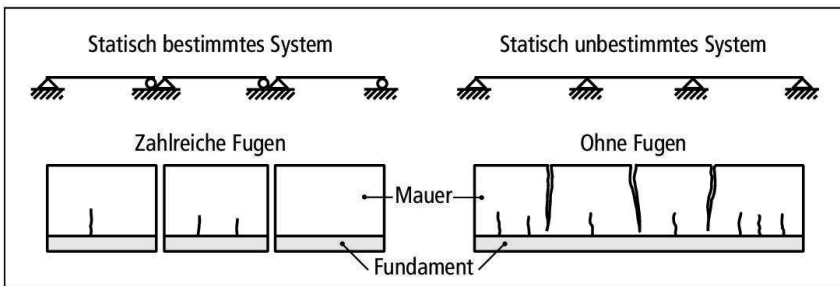 Statisch bestimmtes System
Statisch unbestimmtes System
Zahlreiche Fugen
Ohne Fugen
Mauer
Fundament